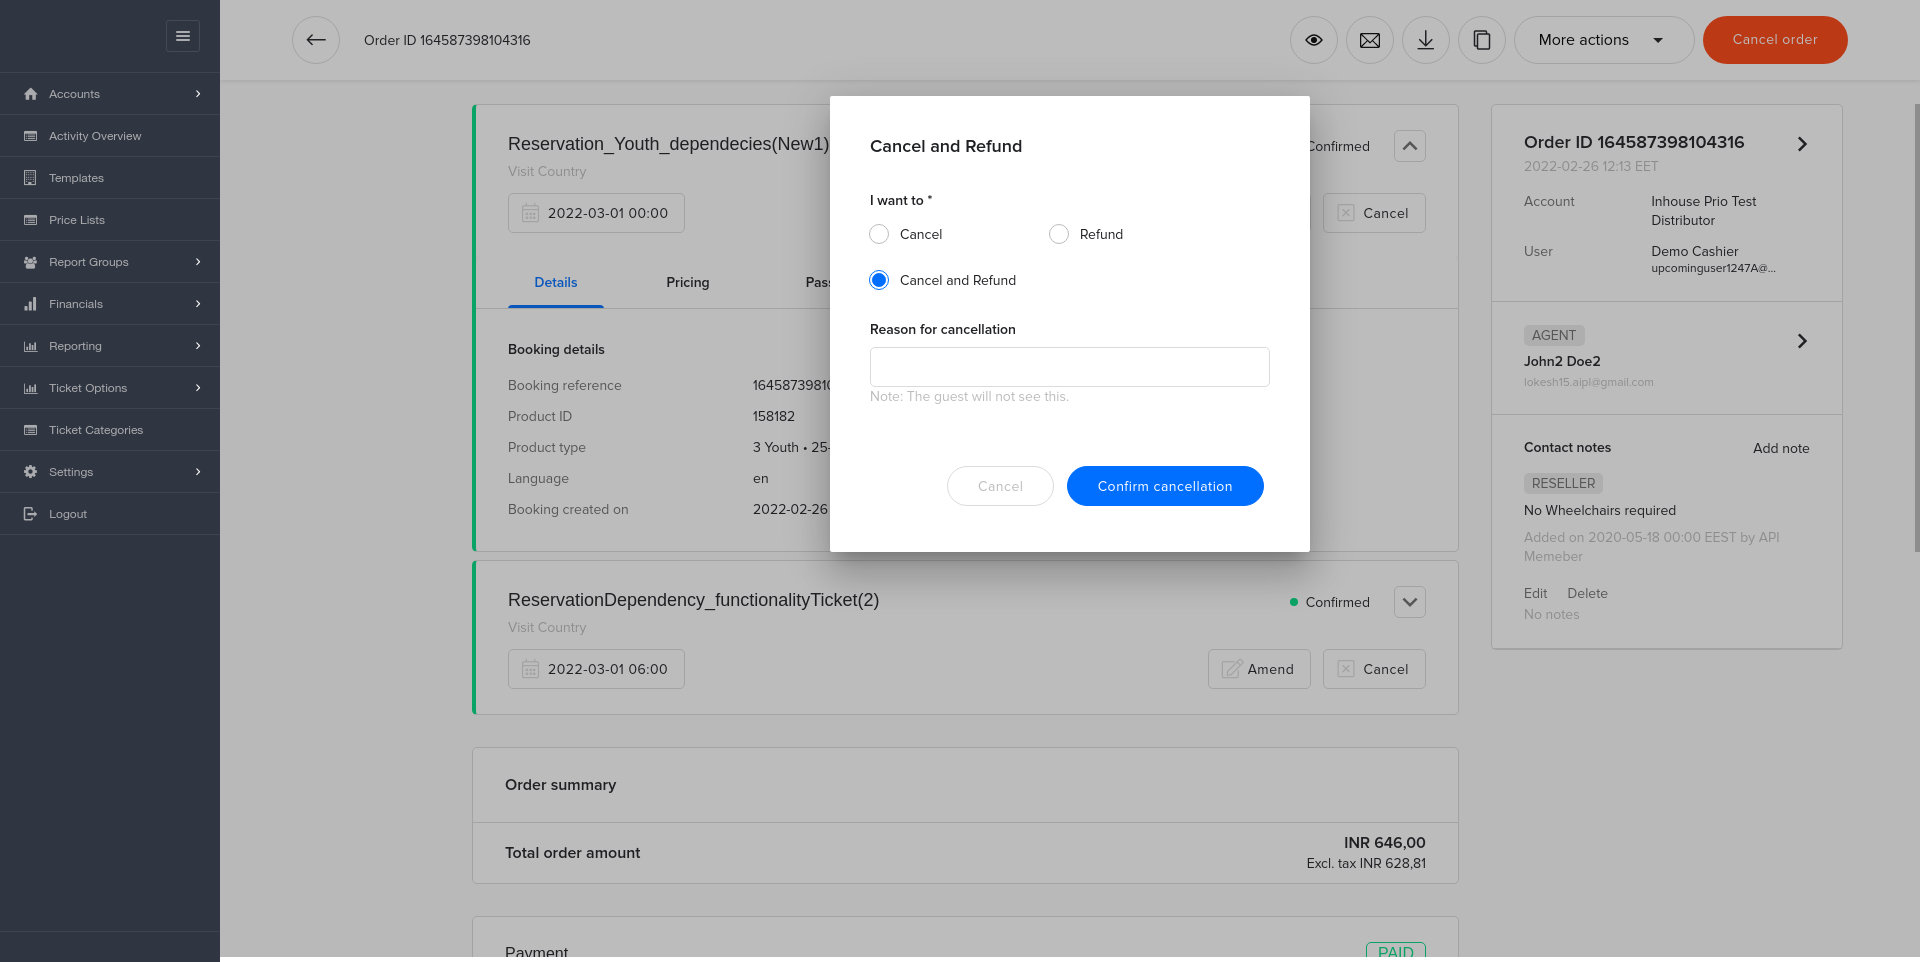 Order ID 164587398104316
More actions
Cancel order
Accounts
Activity Overview
Templates
Price Lists
Report Groups
Financials
Reporting
Ticket Options
Ticket Categories
Settings
Logout
Reservation_Youth_dependecies(New1)
Visit Country
2022-03-01 00:00
Confirmed
Cancel
Details
Pricing
Booking details
Booking reference
1645873981
Product ID
158182
Product type
3 Youth • 25-
Language
en
Booking created on
2022-02-26
Cancel and Refund
I want to *
Cancel
Refund
Cancel and Refund
Reason for cancellation
Note: The guest will not see this.
Cancel
Confirm cancellation
ReservationDependency_functionalityTicket(2)
Visit Country
Confirmed
2022-03-01 06:00
Amend
Cancel
Order summary
Total order amount
INR 646,00
Excl. tax INR 628,81
Payment
PAID
Order ID 164587398104316
2022-02-26 12:13 EET
Account
Inhouse Prio Test
Distributor
User
Demo Cashier
upcominguser1247A@...
AGENT
John2 Doe2
lokesh15.aipl@gmail.com
Contact notes
Add note
RESELLER
No Wheelchairs required
Added on 2020-05-18 00:00 EEST by API
Memeber
Edit
Delete
No notes